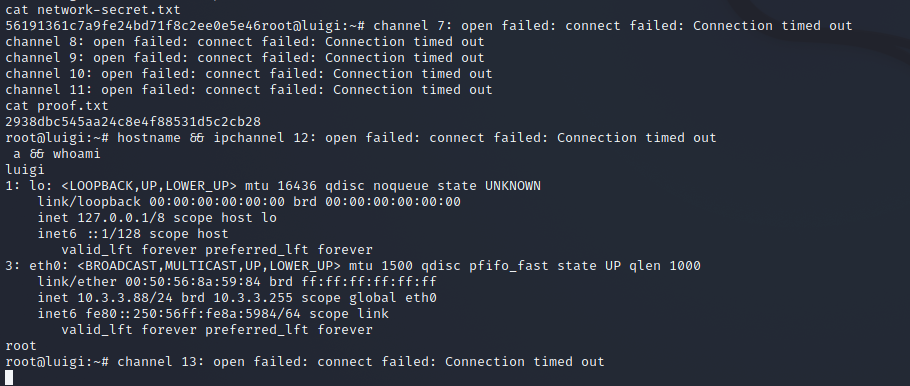 cat network-secret.txt
56191361c7a9fe24bd71f8c2ee0e5e46root@luigi:~# channel 7: open failed: connect failed: Connection timed out
channel 8: open failed: connect failed: Connection timed out
channel 9: open failed: connect failed: Connection timed out
channel 10: open failed: connect failed: Connection timed out
channel 11: open failed: connect failed: Connection timed out
cat proof.txt
2938dbc545aa24c8e4f88531d5c2cb28
root@luigi:~# hostname && ipchannel 12: open failed: connect failed: Connection timed out
 a && whoami
luigi
1: lo: <LOOPBACK,UP,LOWER_UP> mtu 16436 qdisc noqueue state UNKNOWN
    link/loopback 00:00:00:00:00:00 brd 00:00:00:00:00:00
    inet 127.0.0.1/8 scope host lo
    inet6 ::1/128 scope host
       valid_lft forever preferred_lft forever
3: eth0: <BROADCAST,MULTICAST,UP,LOWER_UP> mtu 1500 qdisc pfifo_fast state UP qlen 1000
    link/ether 00:50:56:8a:59:84 brd ff:ff:ff:ff:ff:ff
    inet 10.3.3.88/24 brd 10.3.3.255 scope global eth0
    inet6 fe80::250:56ff:fe8a:5984/64 scope link
       valid_lft forever preferred_lft forever
root
root@luigi:~# channel 13: open failed: connect failed: Connection timed out